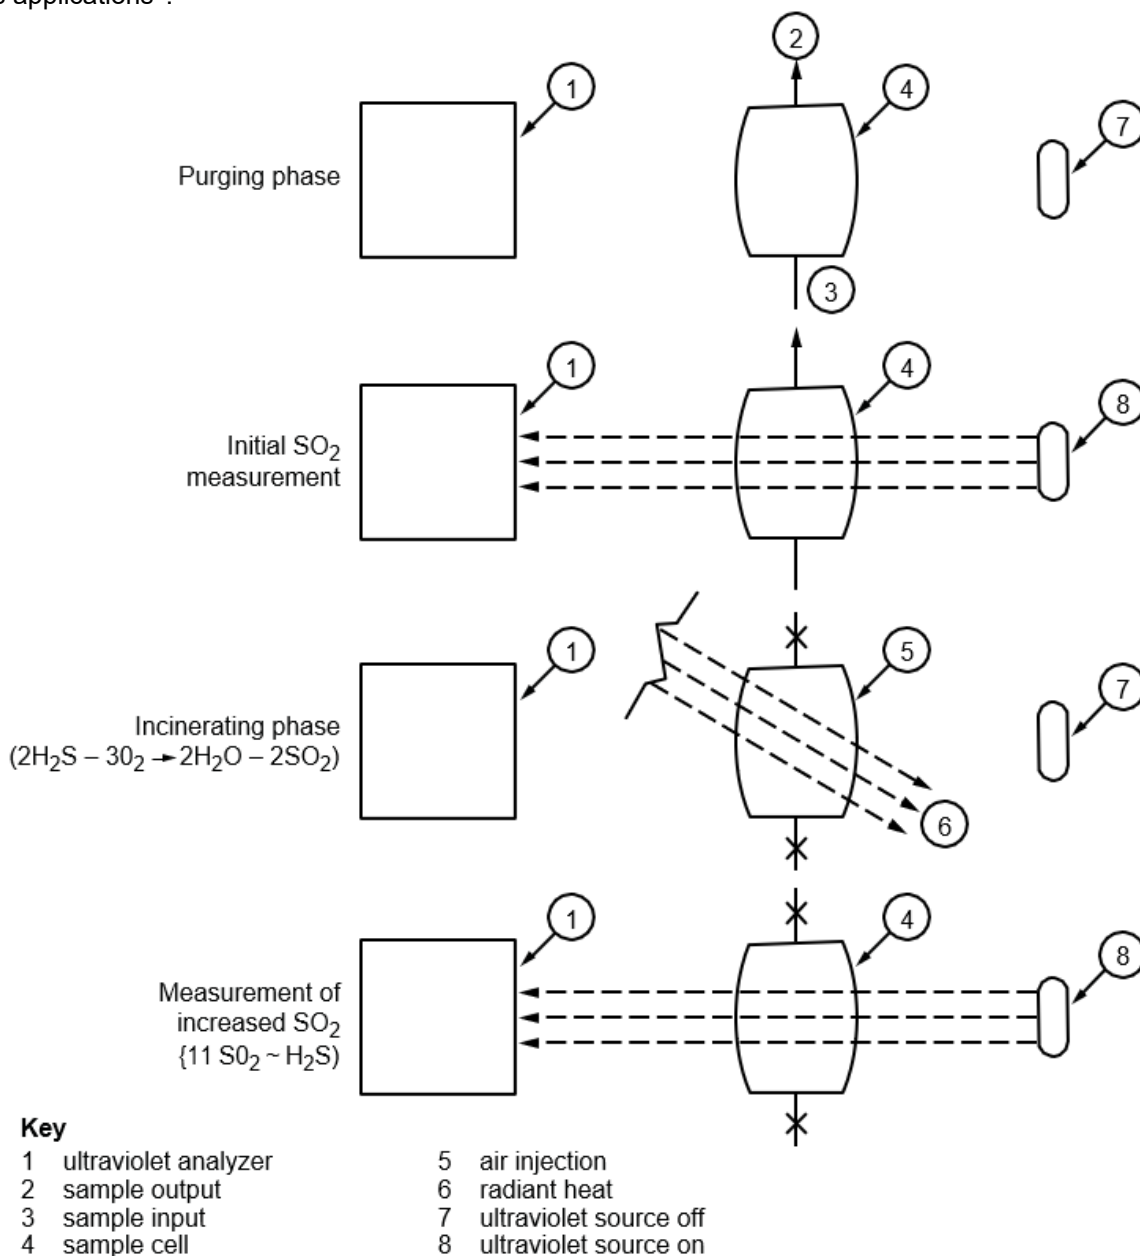 applications .
2
1
4
7
Purging phase
3
1
4
8
Initial SO2
measurement
1
5
7
Incinerating phase
(2H2S – 302 → 2H2O – 2SO2)
6
1
4
8
Measurement of
increased SO2
{11 S02 ~ H2S)
Key
1 ultraviolet analyzer
2 sample output
3 sample input
4 sample cell
5 air injection
6 radiant heat
7 ultraviolet source off
8 ultraviolet source on